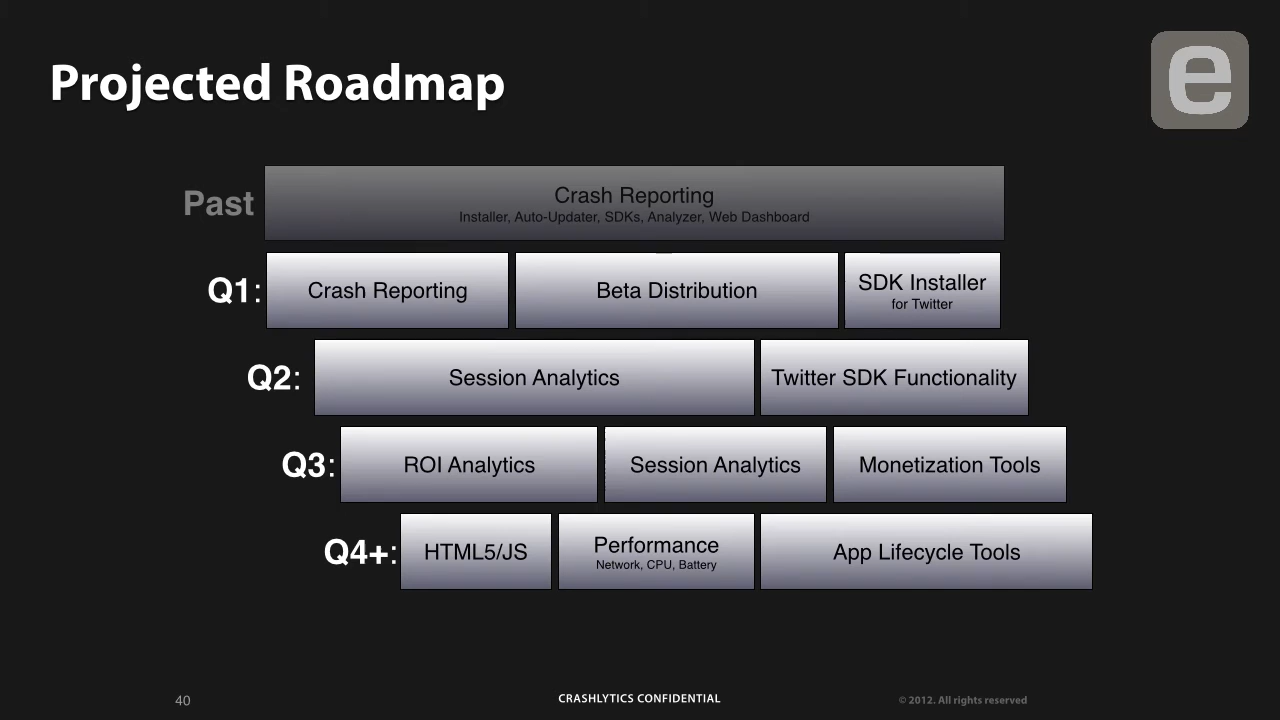 Projected Roadmap
e
Past
Crash Reporting
Installer, Auto-Updater, SDKs, Analyzer, Web Dashboard
Q1:
Crash Reporting
Beta Distribution
SDK Installer
for Twitter
Q2:
Session Analytics
Twitter SDK Functionality
Q3:
ROI Analytics
Session Analytics
Monetization Tools
Q4+:
HTML5/JS
Performance
Network, CPU, Battery
App Lifecycle Tools
40
CRASHLYTICS CONFIDENTIAL
© 2012. All rights reserved